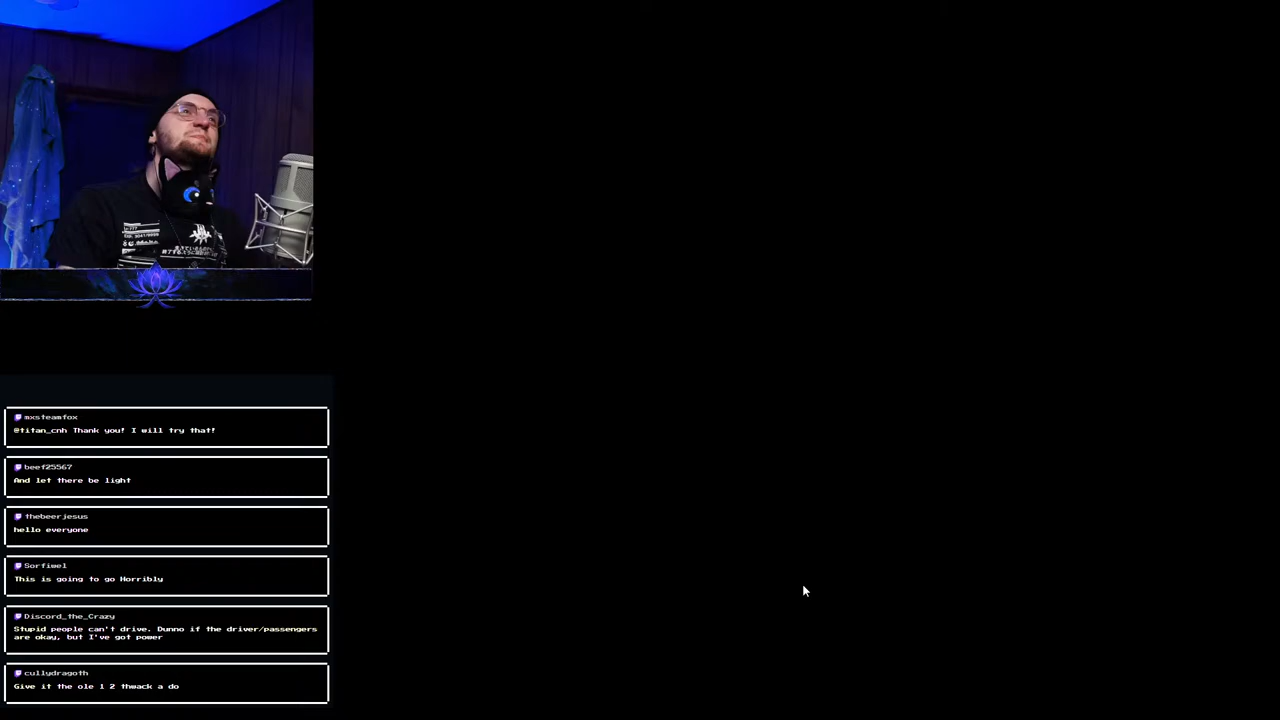 mxsteamfox
@titan_cnh Thank you! I will try that!
beef25567
And let there be light
thebeerjesus
hello everyone
Sorfiwel
This is going to go Horribly
Discord_the_Crazy
Stupid people can't drive. Dunno if the driver/passengers
are okay, but I've got power
cullydragoth
Give it the ole 1 2 thwack a do